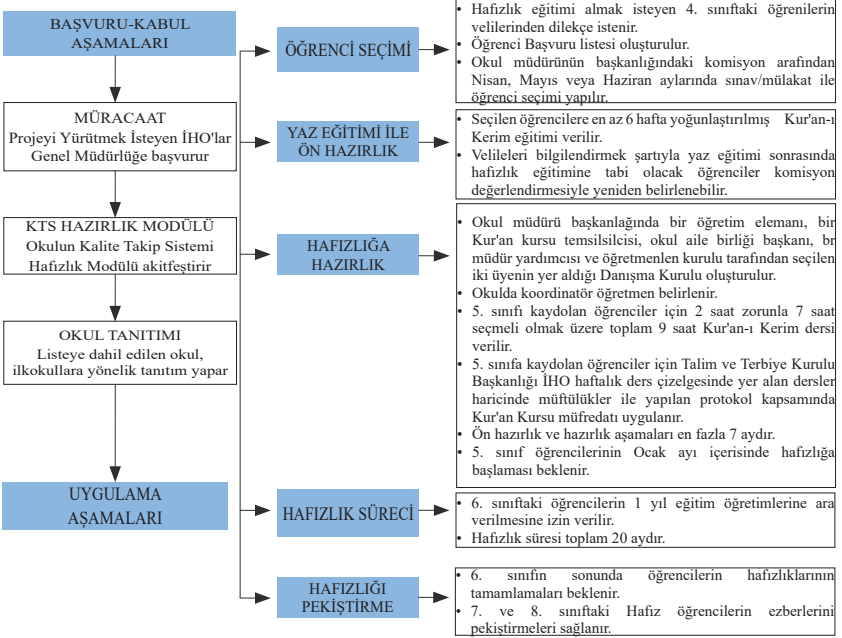 BAŞVURU-KABUL
AŞAMALARI
MÜRACAAT
Projeyi Yürütmek İsteyen İHO'lar
Genel Müdürlüğe başvurur
KTS HAZIRLIK MODÜLÜ
Okulun Kalite Takip Sistemi
Hafızlık Modülü akitfeştirir
OKUL TANITIMI
Listeye dahil edilen okul,
ilkokullara yönelik tanıtım yapar
UYGULAMA
AŞAMALARI
ÖĞRENCİ SEÇİMİ
• Hafızlık eğitimi almak isteyen 4. sınıftaki öğrenilerin
velilerinden dilekçe istenir.
• Öğrenci Başvuru listesi oluşturulur.
• Okul müdürünün başkanlığındaki komisyon arafından
Nisan, Mayıs veya Haziran aylarında sınav/mülakat ile
öğrenci seçimi yapılır.
YAZ EĞİTİMİ İLE
ÖN HAZIRLIK
• Seçilen öğrencilere en az 6 hafta yoğunlaştırılmış Kur'an-ı
Kerim eğitimi verilir.
• Velileleri bilgilendirmek şartıyla yaz eğitimi sonrasında
hafızlık eğitimine tabi olacak öğrenciler komisyon
değerlendirmesiyle yeniden belirlenebilir.
HAFIZLIĞA
HAZIRLIK
• Okul müdürü başkanlağında bir öğretim elemanı, bir
Kur'an kursu temsilsilcisi, okul aile birliği başkanı, br
müdür yardımcısı ve öğretmenlen kurulu tarafından seçilen
iki üyenin yer aldığı Danışma Kurulu oluşturulur.
• Okulda koordinatör öğretmen belirlenir.
• 5. sınıfı kaydolan öğrenciler için 2 saat zorunla 7 saat
seçmeli olmak üzere toplam 9 saat Kur'an-ı Kerim dersi
verilir.
• 5. sınıfa kaydolan öğrenciler için Talim ve Terbiye Kurulu
Başkanlığı İHO haftalık ders çizelgesinde yer alan dersler
haricinde müftülükler ile yapılan protokol kapsamında
Kur'an Kursu müfredatı uygulanır.
• Ön hazırlık ve hazırlık aşamaları en fazla 7 aydır.
• 5. sınıf öğrencilerinin Ocak ayı içerisinde hafızlığa
başlaması beklenir.
HAFIZLIK SÜRECİ
• 6. sınıftaki öğrencilerin 1 yıl eğitim öğretimlerine ara
verilmesine izin verilir.
• Hafızlık süresi toplam 20 aydır.
HAFIZLIĞI
PEKİŞTİRME
• 6. sınıfın sonunda öğrencilerin hafızlıklarının
tamamlamaları beklenir.
• 7. ve 8. sınıftaki Hafız öğrencilerin ezberlerini
pekiştirmeleri sağlanır.